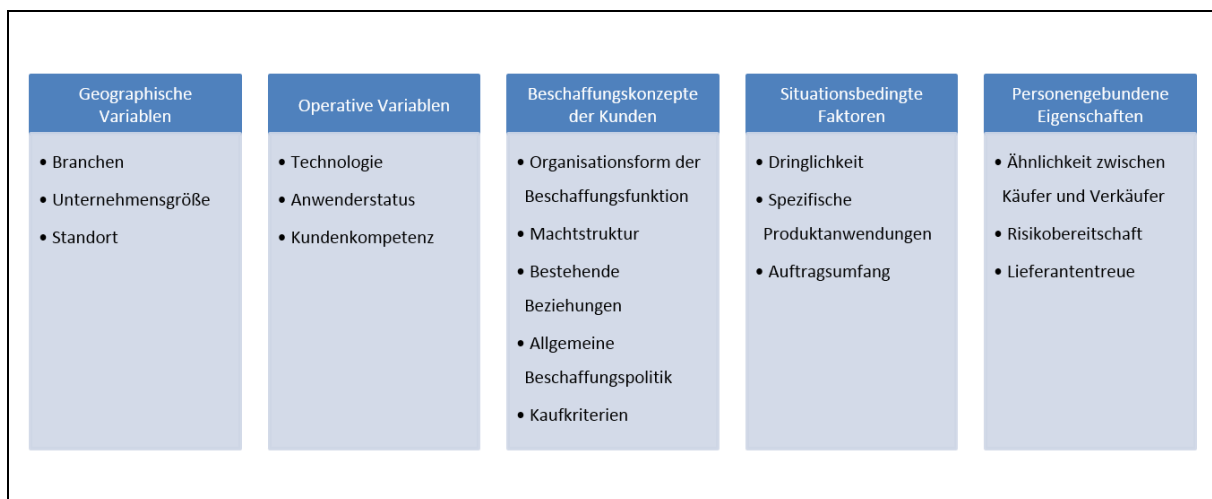 Geographische
Variablen
• Branchen
• Unternehmensgröße
• Standort
Operative Variablen
• Technologie
• Anwenderstatus
• Kundenkompetenz
Beschaffungskonzepte
der Kunden
• Organisationsform der
Beschaffungsfunktion
• Machtstruktur
• Bestehende
Beziehungen
• Allgemeine
Beschaffungspolitik
• Kaufkriterien
Situationsbedingte
Faktoren
• Dringlichkeit
• Spezifische
Produktanwendungen
• Auftragsumfang
Personengebundene
Eigenschaften
• Ähnlichkeit zwischen
Käufer und Verkäufer
• Risikobereitschaft
• Lieferantentreue